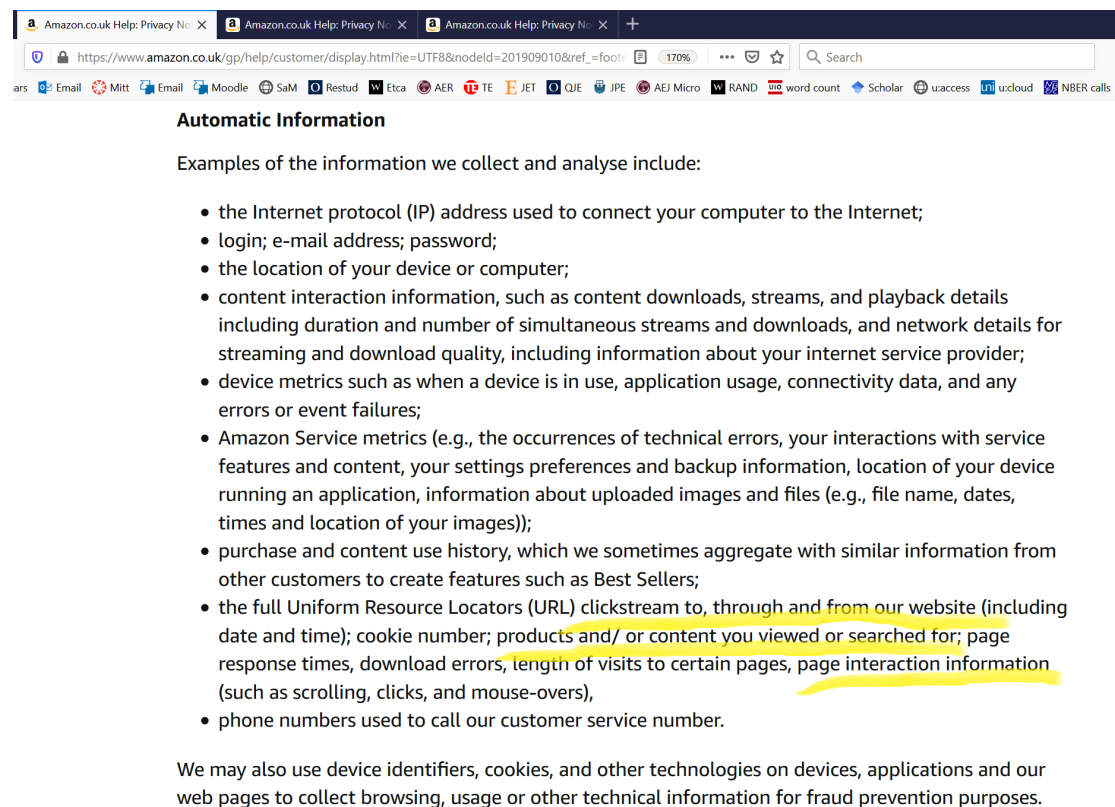 Amazon.co.uk Help: Privacy No
Amazon.co.uk Help: Privacy No
Amazon.co.uk Help: Privacy No
https://www.amazon.co.uk/gp/help/customer/display.html?ie=UTF8&nodeId=201909010&ref_=foote
170%
Search
ars Email Mitt Email Moodle SaM Restud Etca AER TE JET QJE JPE AEJ Micro RAND word count Scholar u:access u:cloud NBER calls
Automatic Information
Examples of the information we collect and analyse include:
• the Internet protocol (IP) address used to connect your computer to the Internet;
• login; e-mail address; password;
• the location of your device or computer;
• content interaction information, such as content downloads, streams, and playback details
including duration and number of simultaneous streams and downloads, and network details for
streaming and download quality, including information about your internet service provider;
• device metrics such as when a device is in use, application usage, connectivity data, and any
errors or event failures;
• Amazon Service metrics (e.g., the occurrences of technical errors, your interactions with service
features and content, your settings preferences and backup information, location of your device
running an application, information about uploaded images and files (e.g., file name, dates,
times and location of your images));
• purchase and content use history, which we sometimes aggregate with similar information from
other customers to create features such as Best Sellers;
• the full Uniform Resource Locators (URL) clickstream to, through and from our website (including
date and time); cookie number; products and/ or content you viewed or searched for; page
response times, download errors, length of visits to certain pages, page interaction information
(such as scrolling, clicks, and mouse-overs),
• phone numbers used to call our customer service number.
We may also use device identifiers, cookies, and other technologies on devices, applications and our
web pages to collect browsing, usage or other technical information for fraud prevention purposes.